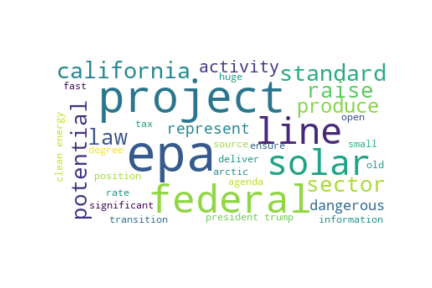 california activity standard
huge
fast raise
project produce
tax open
law represent line
epa source ensure small
degree deliver solar old
clean energy
potential
position arctic
agenda sector
rate federal
significant dangerous
transition president trump information